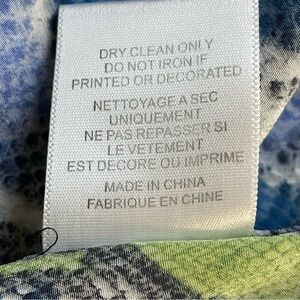 DRY CLEAN ONLY
DO NOT IRON IF
PRINTED OR DECORATED
NETTOYAGE A SEC
UNIQUEMENT
NE PAS REPASSER SI
LE VETEMENT
EST DECORE OU IMPRIME
MADE IN CHINA
FABRIQUE EN CHINE